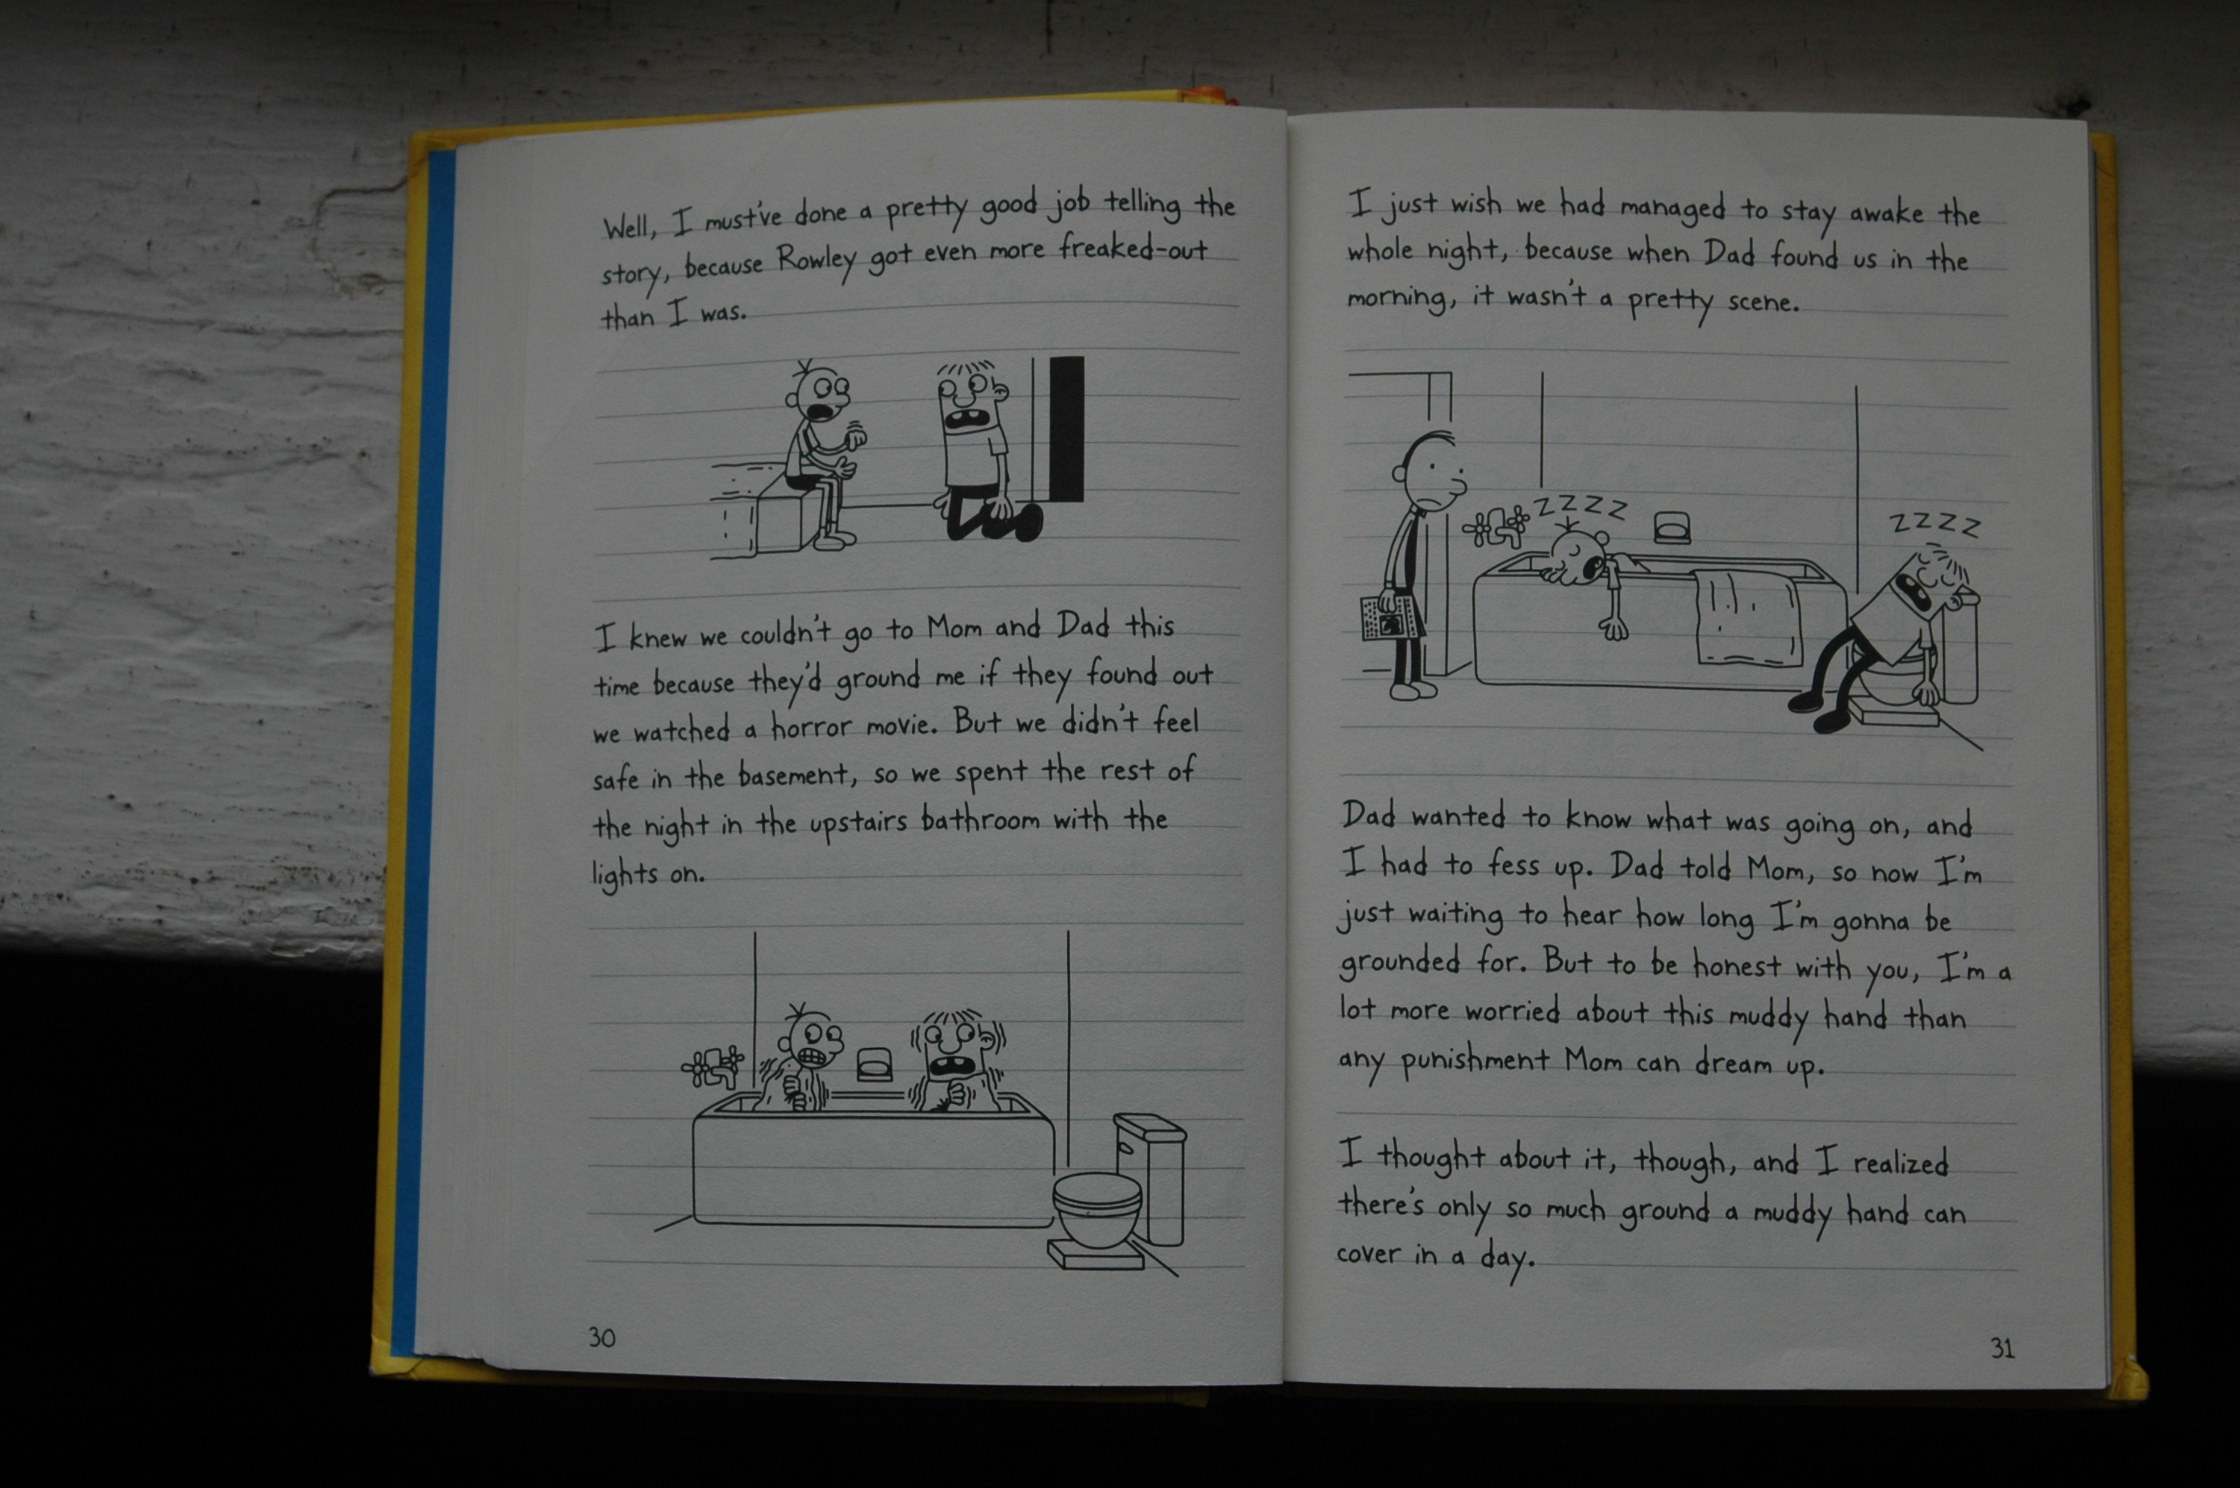 Well, I must've done a pretty good job telling the
story, because Rowley got even more freaked-out
than I was.
I knew we couldn't go to Mom and Dad this
time because they'd ground me if they found out
we watched a horror movie. But we didn't feel
safe in the basement, so we spent the rest of
the night in the upstairs bathroom with the
lights on.
30
I just wish we had managed to stay awake the
whole night, because when Dad found us in the
morning, it wasn't a pretty scene.
ZZZZ
ZZZZ
Dad wanted to know what was going on, and
I had to fess up. Dad told Mom, so now I'm
just waiting to hear how long I'm gonna be
grounded for. But to be honest with you, I'm a
lot more worried about this muddy hand than
any punishment Mom can dream up.
I thought about it, though, and I realized
there's only so much ground a muddy hand can
cover in a day.
31